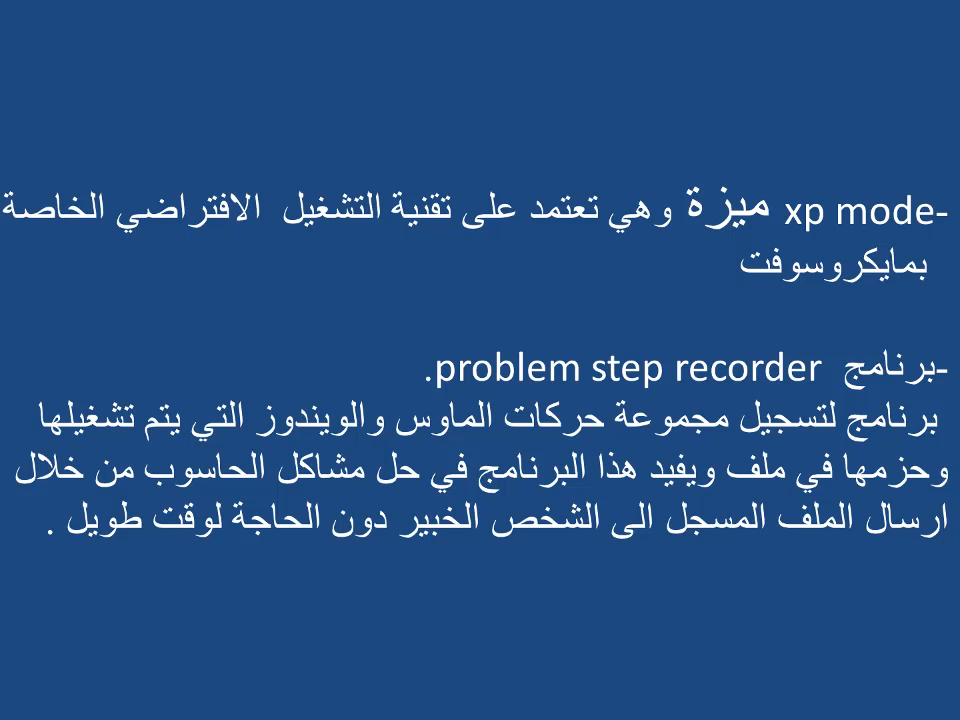 -xp mode ميزة وهي تعتمد على تقنية التشغيل الافتراضي الخاصة
بمايكروسوفت
-برنامج problem step recorder.
برنامج لتسجيل مجموعة حركات الماوس والويندوز التي يتم تشغيلها
وحزمها في ملف ويفيد هذا البرنامج في حل مشاكل الحاسوب من خلال
ارسال الملف المسجل الى الشخص الخبير دون الحاجة لوقت طويل .